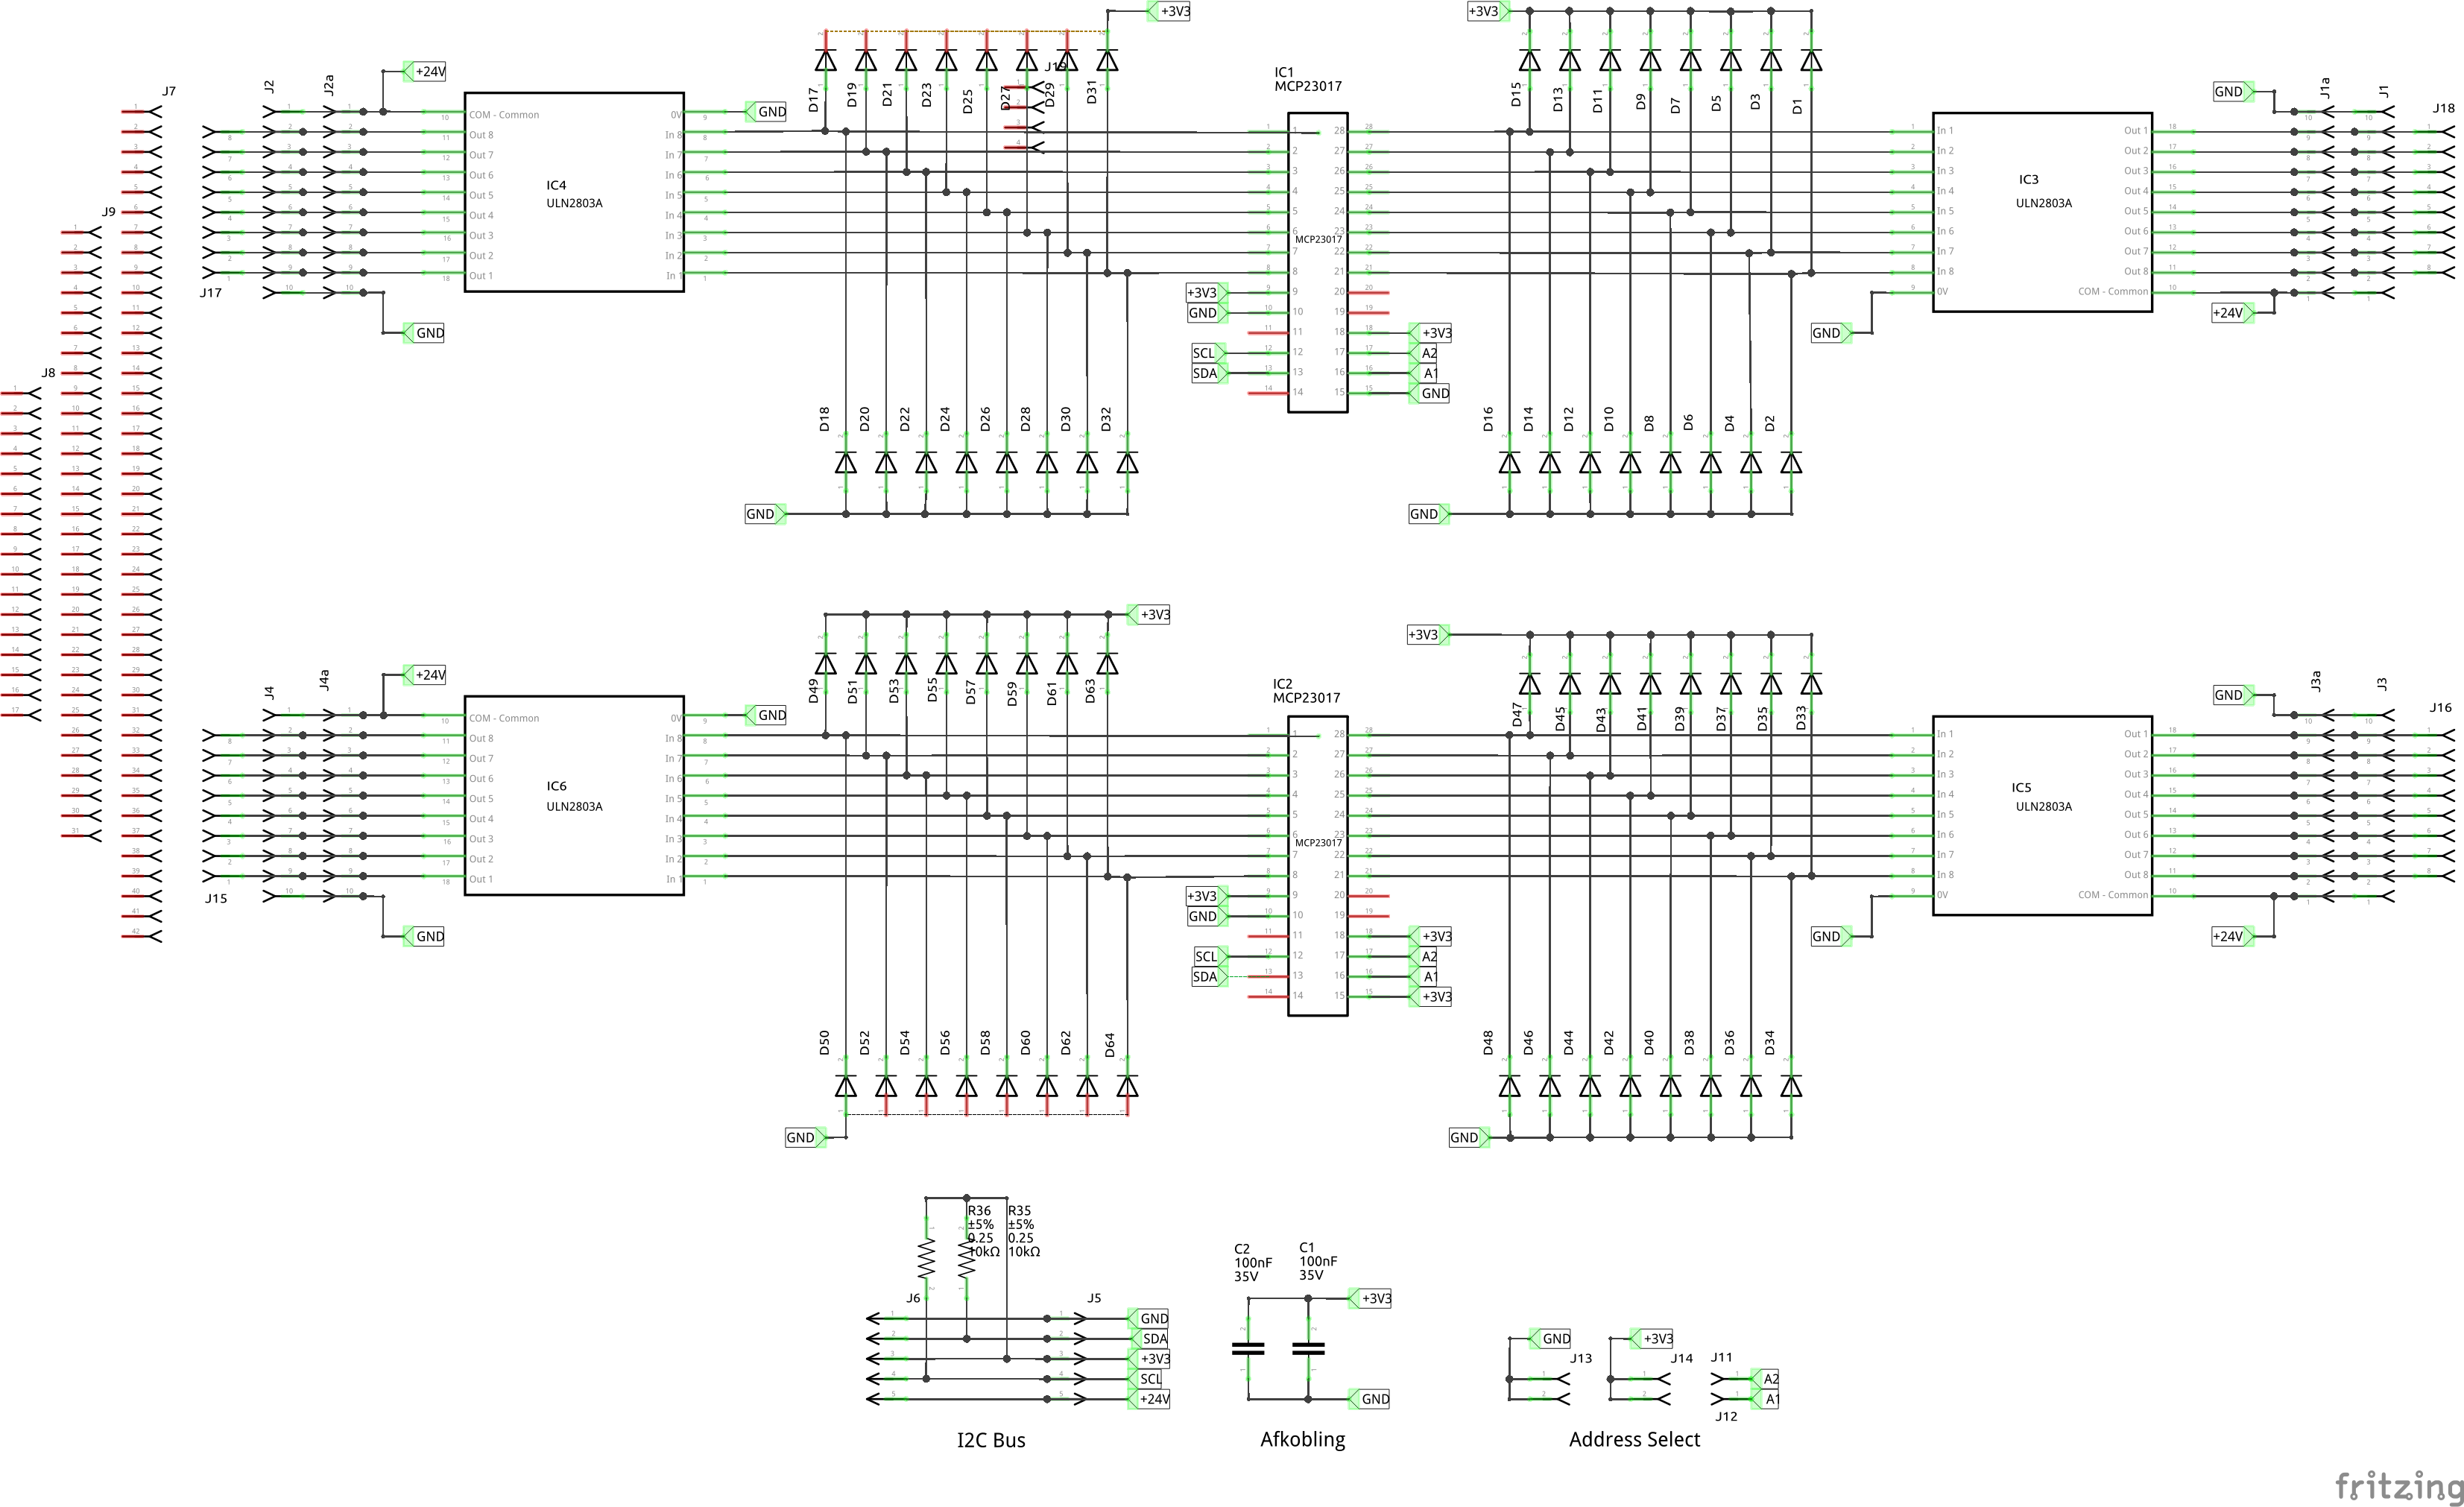 +3V3
+3V3
IC1
MCP23017
J19
+24V
J7
J2
J2a
D17
D19
D21
D23
D25
D27
D29
D31
D15
D13
D11
D9
D7
D5
D3
D1
GND
J1a
J1
J18
COM - Common
Out 8
Out 7
Out 6
Out 5
Out 4
Out 3
Out 2
Out 1
IC4
ULN2803A
0V
In 8
In 7
In 6
In 5
In 4
In 3
In 2
In 1
GND
MCP23017
In 1
In 2
In 3
In 4
In 5
In 6
In 7
In 8
0V
IC3
ULN2803A
Out 1
Out 2
Out 3
Out 4
Out 5
Out 6
Out 7
Out 8
COM - Common
J9
J17
J8
GND
+3V3
GND
SCL
SDA
+3V3
A2
A1
GND
GND
+24V
D18
D20
D22
D24
D26
D28
D30
D32
D16
D14
D12
D10
D8
D6
D4
D2
GND
GND
+3V3
+3V3
+24V
J4
J4a
D49
D51
D53
D55
D57
D59
D61
D63
IC2
MCP23017
D47
D45
D43
D41
D39
D37
D35
D33
GND
J3a
J3
J16
COM - Common
Out 8
Out 7
Out 6
Out 5
Out 4
Out 3
Out 2
Out 1
IC6
ULN2803A
0V
In 8
In 7
In 6
In 5
In 4
In 3
In 2
In 1
GND
MCP23017
In 1
In 2
In 3
In 4
In 5
In 6
In 7
In 8
0V
IC5
ULN2803A
Out 1
Out 2
Out 3
Out 4
Out 5
Out 6
Out 7
Out 8
COM - Common
J15
GND
+3V3
GND
SCL
SDA
+3V3
A2
A1
+3V3
GND
+24V
D50
D52
D54
D56
D58
D60
D62
D64
D48
D46
D44
D42
D40
D38
D36
D34
GND
GND
R36
±5%
0.25
10kΩ
R35
±5%
0.25
10kΩ
J6
J5
GND
SDA
+3V3
SCL
+24V
C2
100nF
35V
C1
100nF
35V
+3V3
GND
GND
J13
+3V3
J14
J11
A2
A1
J12
I2C Bus
Afkobling
Address Select
fritzing